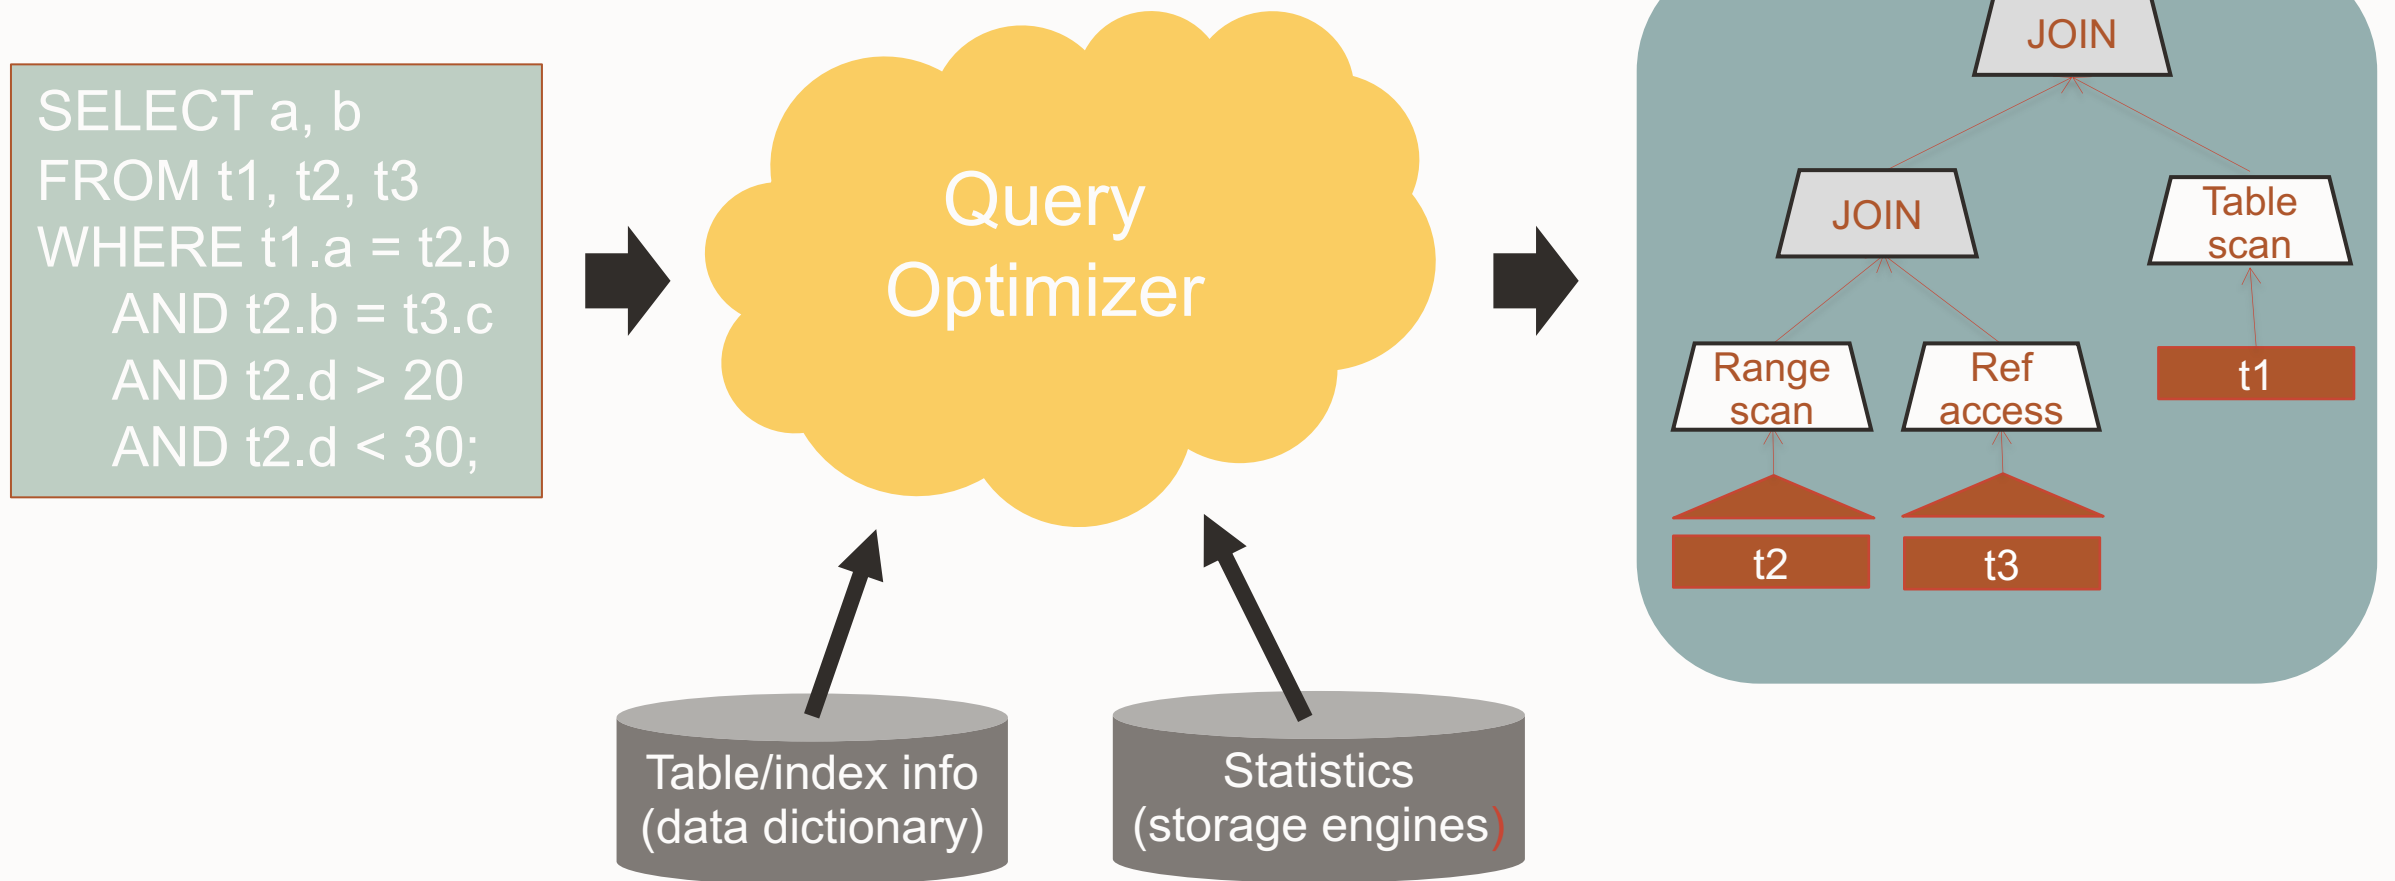 SELECT a, b
FROM t1, t2, t3
WHERE t1.a = t2.b
AND t2.b = t3.c
AND t2.d > 20
AND t2.d < 30;
Query
Optimizer
Table/index info
(data dictionary)
Statistics
(storage engines)
JOIN
JOIN
Table
scan
Range
scan
Ref
access
t1
t2
t3